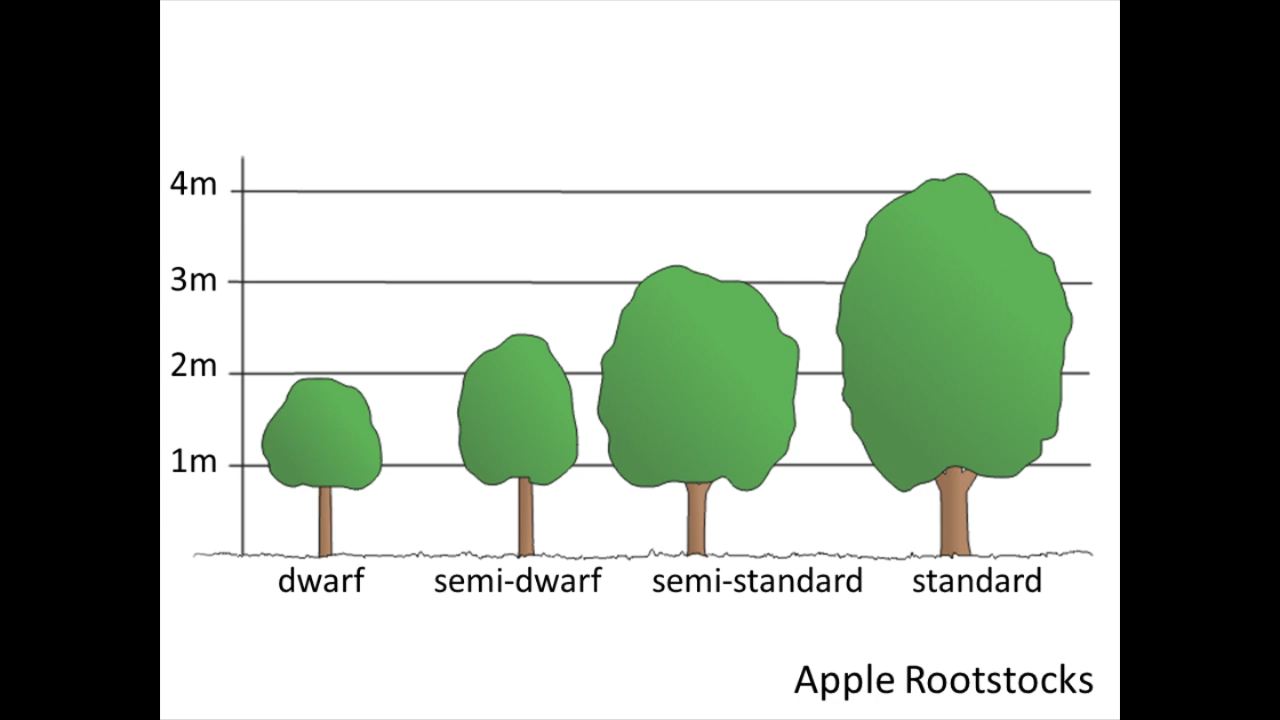 4m
3m
2m
1m
dwarf semi-dwarf semi-standard standard
Apple Rootstocks